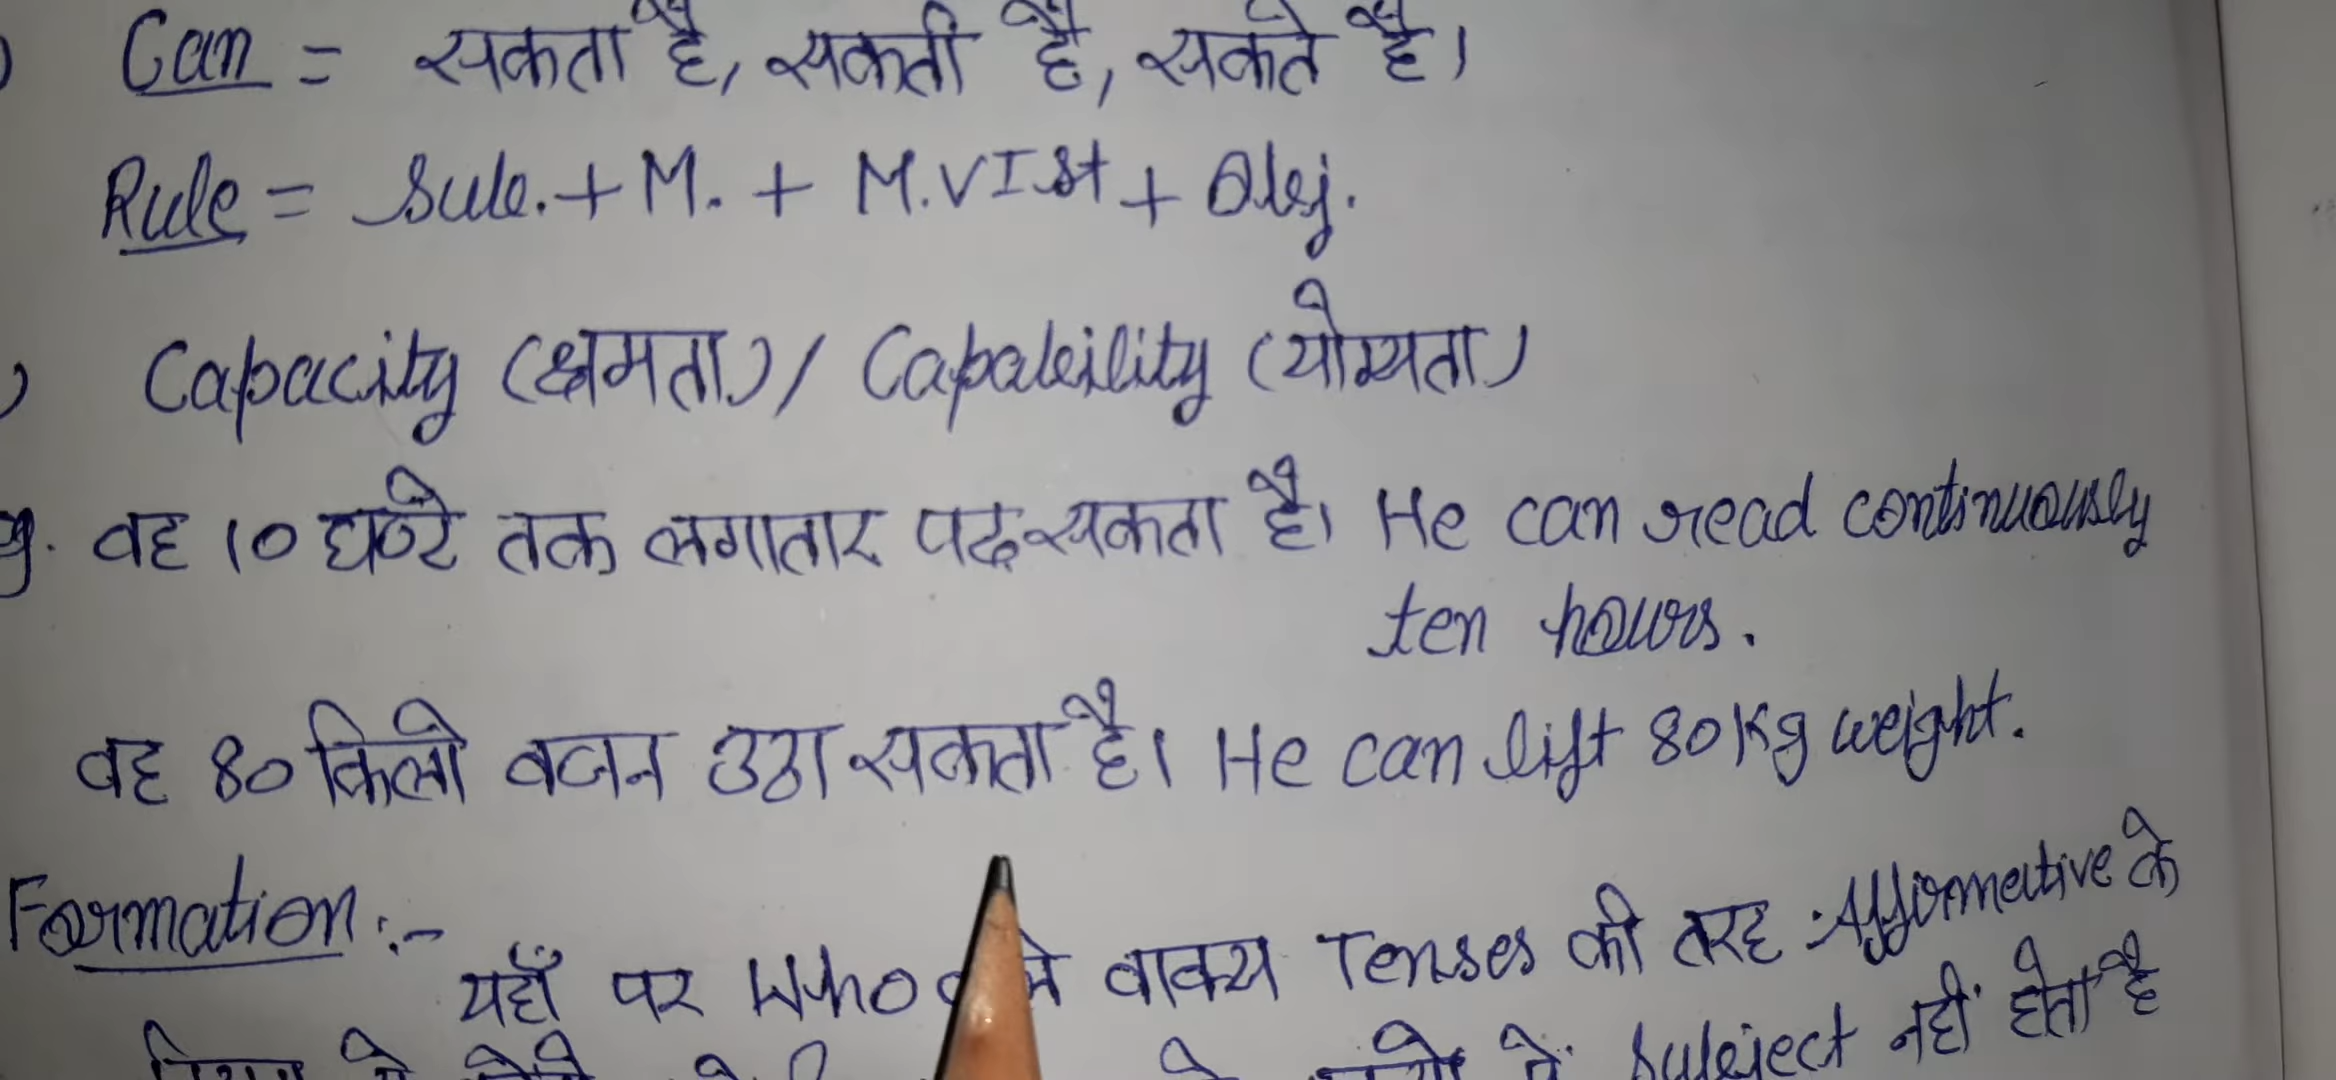 Can = सकता है, सकती है, सकते है।
Rule = Sub. + M. + M.VIst + Obj.
Capacity (क्षमता) / Capability (योग्यता)
वह 10 घण्टे तक लगातार पढ सकता है। He can read continuously
ten hours.
वह 80 किलो वजन उठा सकता है। He can lift 80 Kg weight.
Formation :-
यहाँ पर Who वाक्य Tenses की तरह Affirmative के
में Subject नहीं होता है